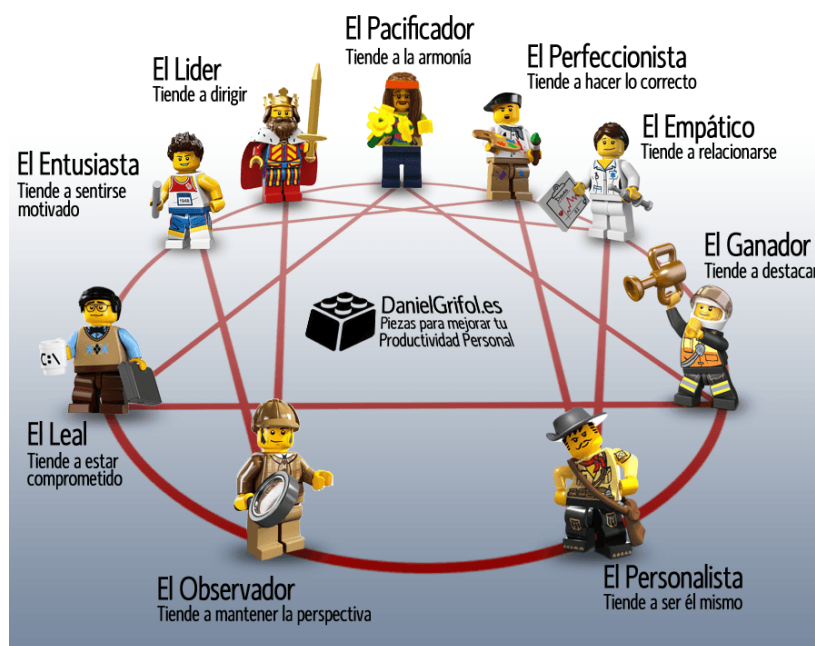 El Pacificador
Tiende a la armonía
El Perfeccionista
Tiende a hacer lo correcto
El Lider
Tiende a dirigir
El Empático
Tiende a relacionarse
El Entusiasta
Tiende a sentirse
motivado
1048
El Ganador
Tiende a destacar
DanielGrifol.es
Piezas para mejorar tu
Productividad Personal
C:\
El Leal
Tiende a estar
comprometido
El Observador
Tiende a mantener la perspectiva
El Personalista
Tiende a ser él mismo